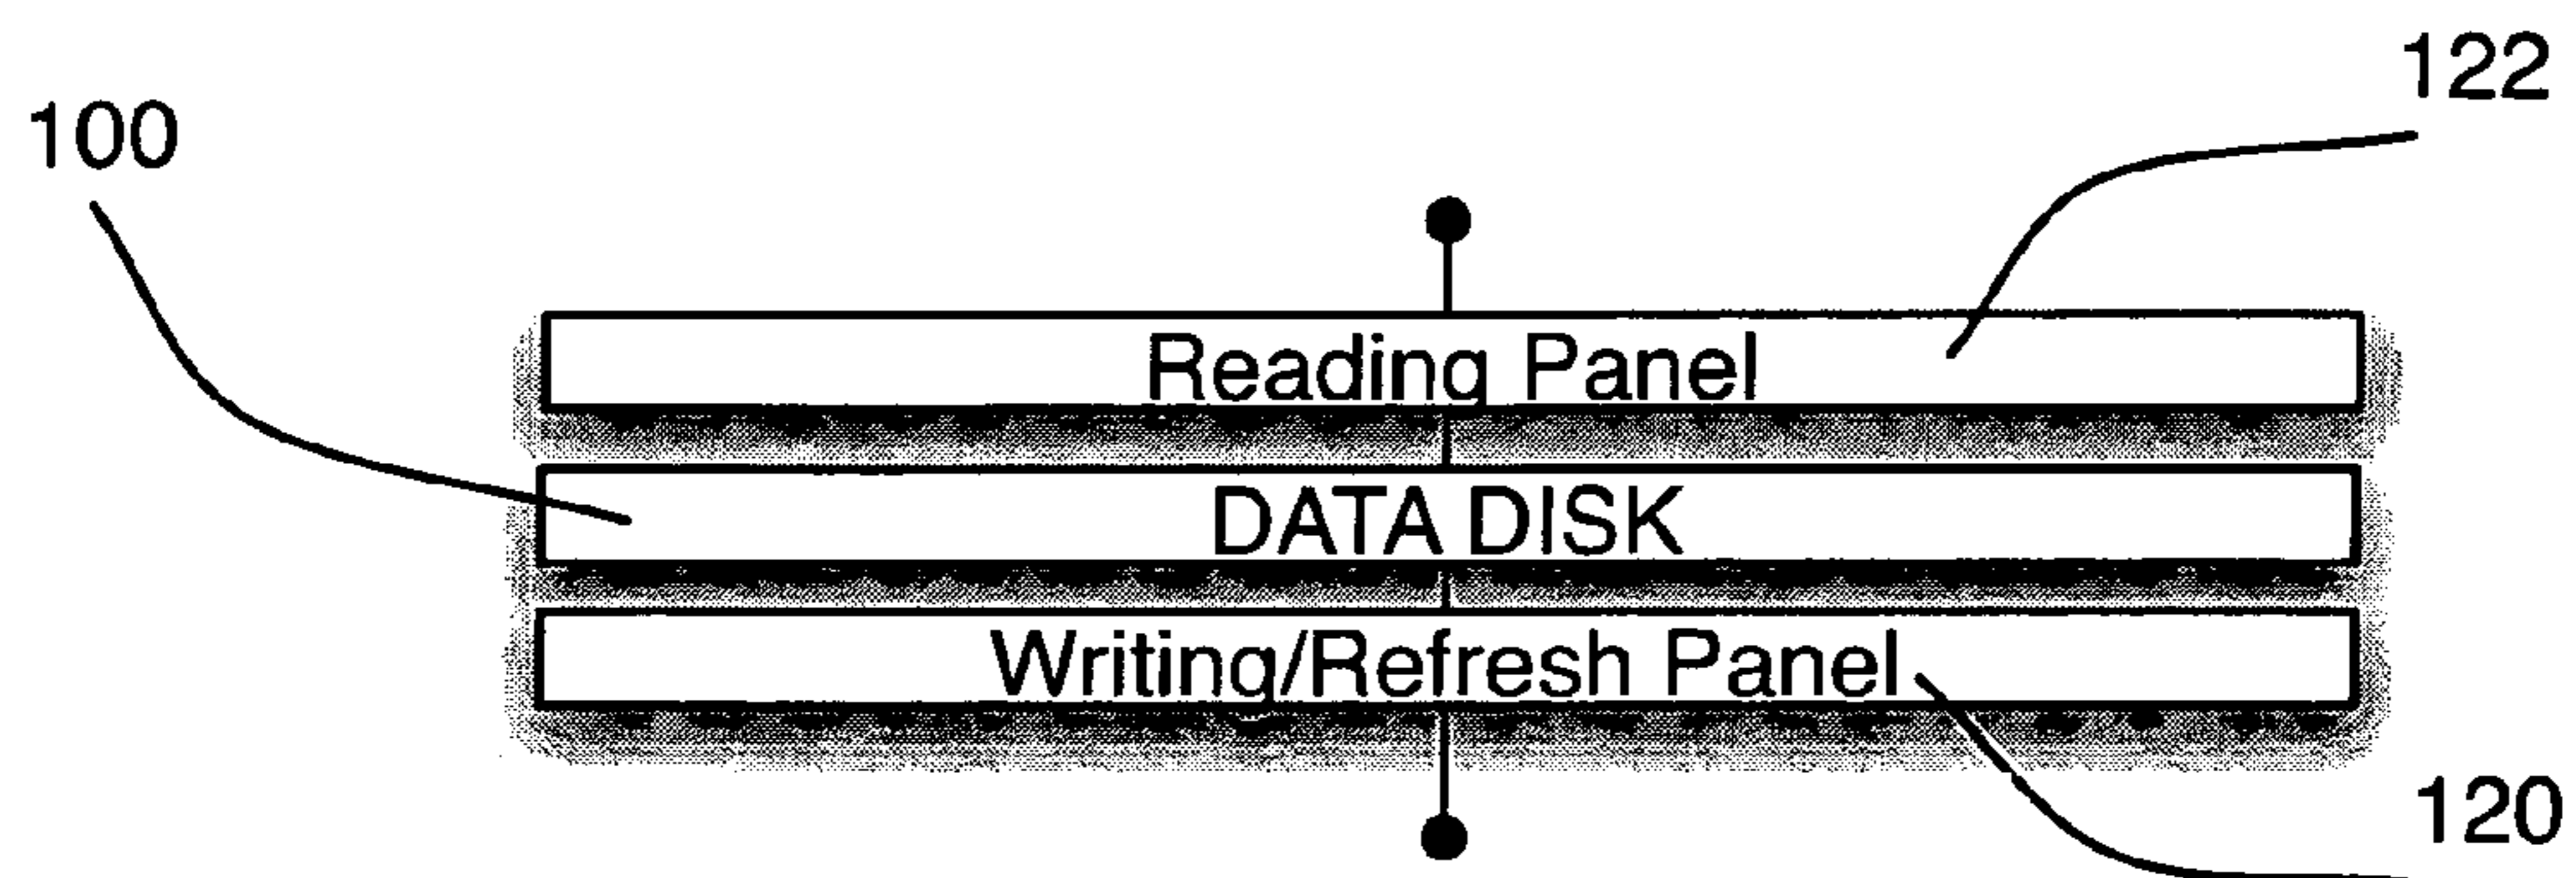 122
100
Reading Panel
DATA DISK
Writing/Refresh Panel
120